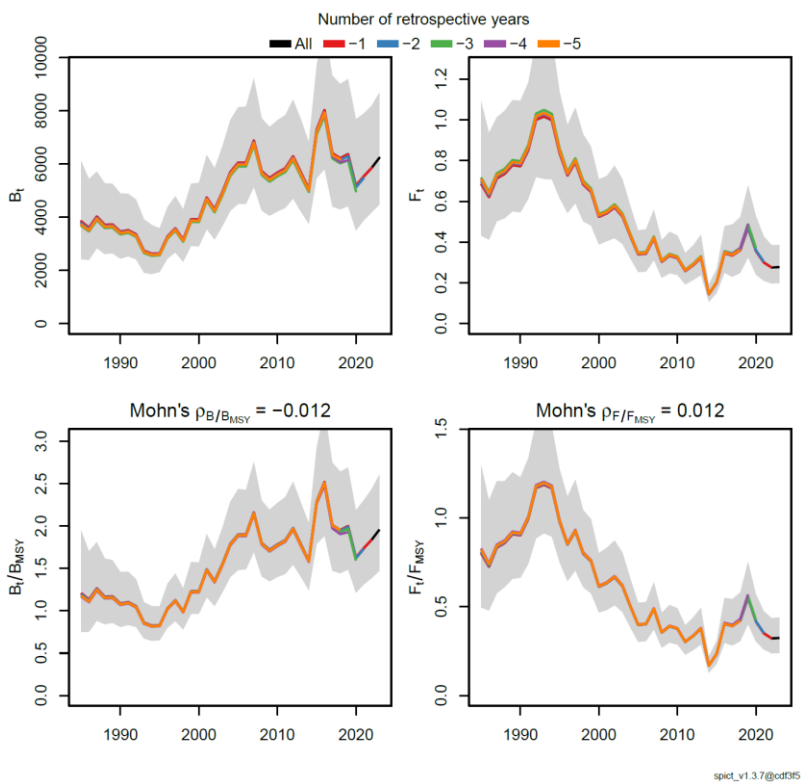 Number of retrospective years
All −1 −2 −3 −4 −5
B_t
0 2000 4000 6000 8000 10000
1990 2000 2010 2020
F_t
0.0 0.2 0.4 0.6 0.8 1.0 1.2
1990 2000 2010 2020
Mohn's ρ_B/B_MSY = −0.012
B_t/B_MSY
0.0 0.5 1.0 1.5 2.0 2.5 3.0
1990 2000 2010 2020
Mohn's ρ_F/F_MSY = 0.012
F_t/F_MSY
0.0 0.5 1.0 1.5
1990 2000 2010 2020
spict_v1.3.7@cdf3f5